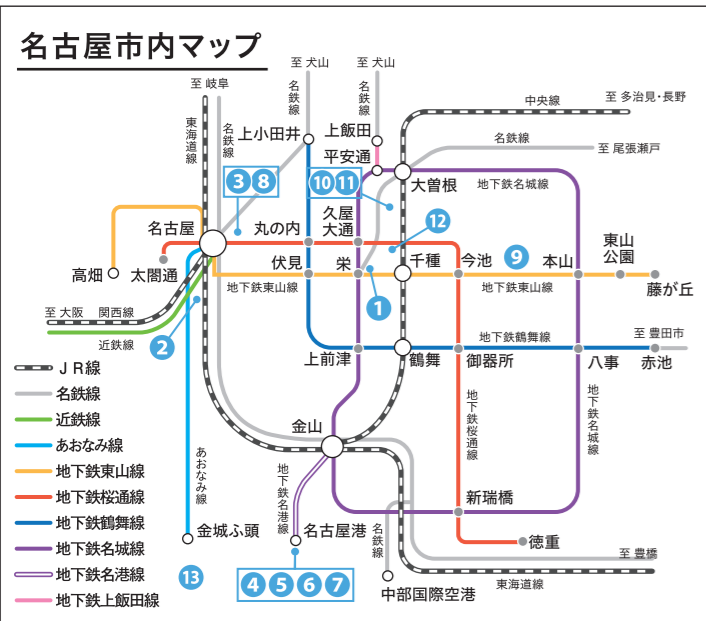 名古屋市内マップ
至 犬山
至 犬山
至 岐阜
名鉄線
名鉄線
中央線
至 多治見・長野
東海道線
名鉄線
上小田井
上飯田
名鉄線
平安通
至 尾張瀬戸
大曽根
地下鉄名城線
3 8
10 11
久屋
大通
12
名古屋
丸の内
東山
公園
9
高畑
太閤通
伏見
栄
千種
今池
本山
地下鉄東山線
地下鉄東山線
藤が丘
1
至 大阪
関西線
近鉄線
2
地下鉄鶴舞線
至 豊田市
上前津
鶴舞
御器所
八事
赤池
JR線
名鉄線
近鉄線
あおなみ線
地下鉄東山線
地下鉄桜通線
地下鉄鶴舞線
地下鉄名城線
地下鉄名港線
地下鉄上飯田線
地下鉄桜通線
地下鉄名城線
金山
あおなみ線
地下鉄名港線
新瑞橋
金城ふ頭
名古屋港
名鉄線
徳重
至 豊橋
13
4 5 6 7
中部国際空港
東海道線